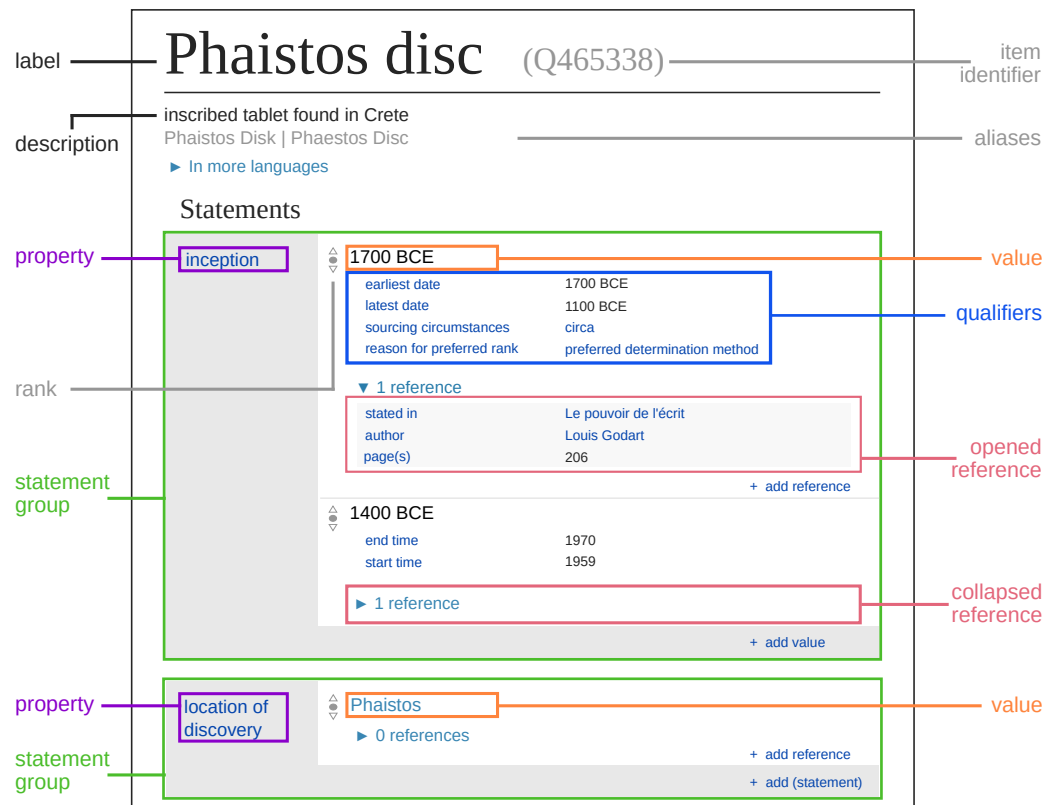 label
Phaistos disc (Q465338)
item
identifier
description
inscribed tablet found in Crete
Phaistos Disk | Phaestos Disc
aliases
► In more languages
Statements
property
inception
1700 BCE
value
earliest date 1700 BCE
latest date 1100 BCE
sourcing circumstances circa
reason for preferred rank preferred determination method
qualifiers
rank
▼ 1 reference
stated in Le pouvoir de l'écrit
author Louis Godart
page(s) 206
opened
reference
+ add reference
statement
group
1400 BCE
end time 1970
start time 1959
► 1 reference
collapsed
reference
+ add value
property
location of
discovery
Phaistos
value
► 0 references
+ add reference
statement
group
+ add (statement)